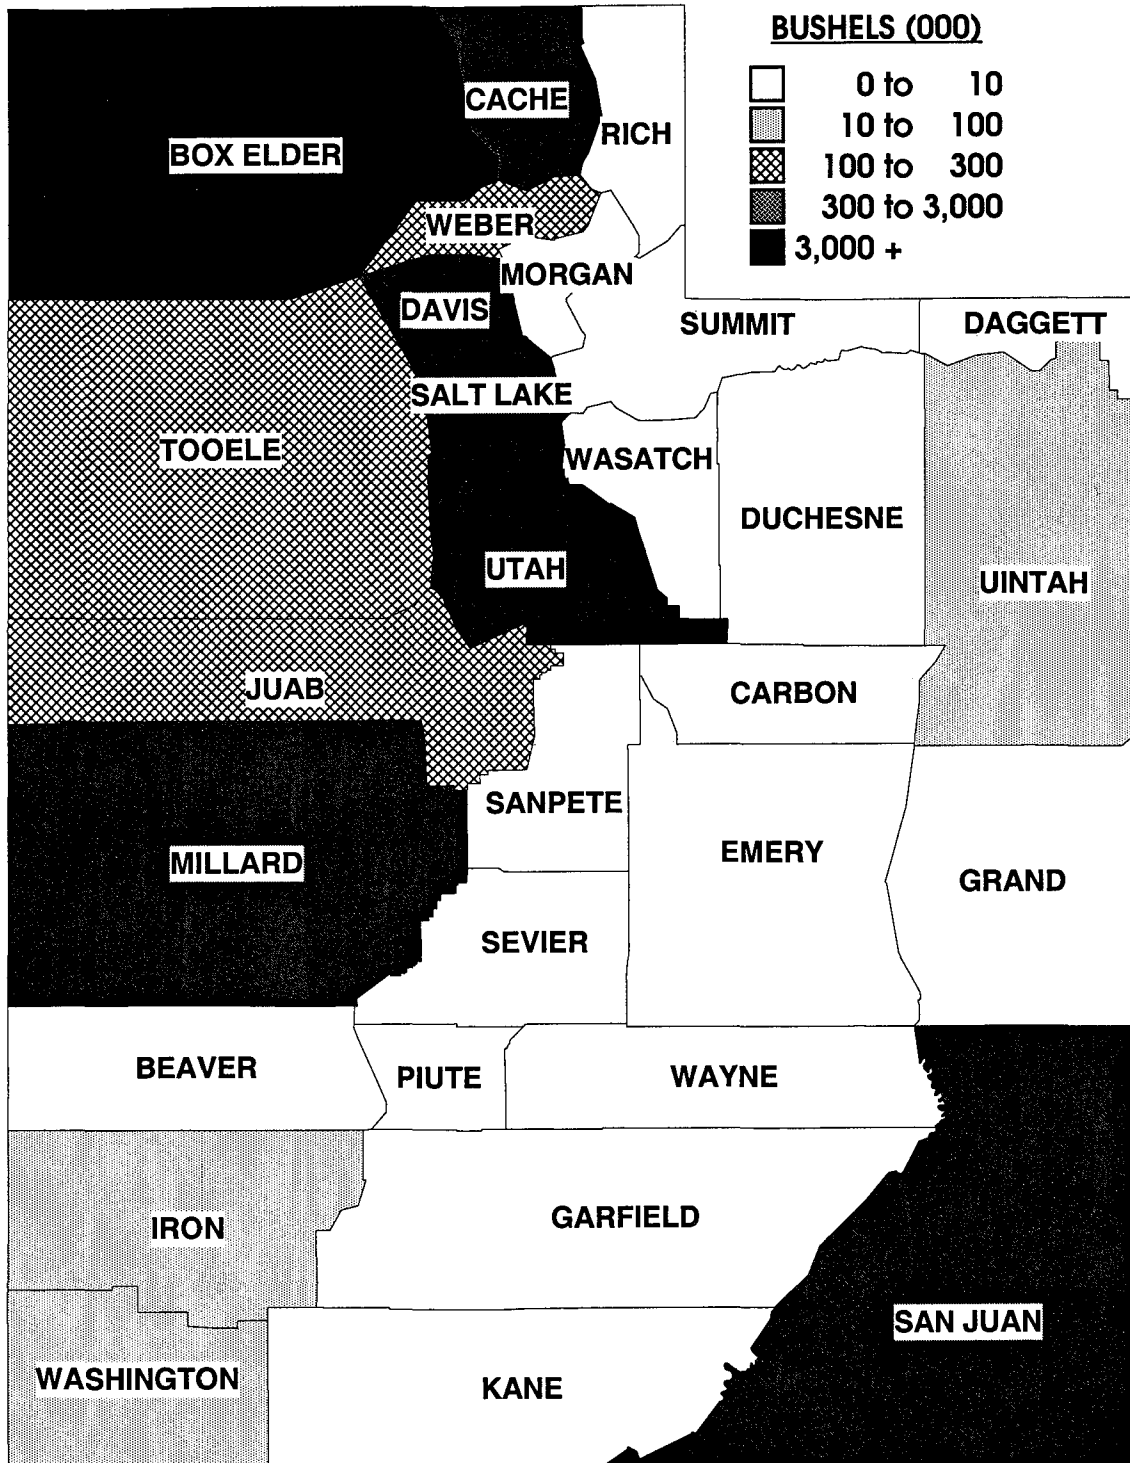 BUSHELS (000)
0 to 10
10 to 100
100 to 300
300 to 3,000
3,000 +
CACHE
RICH
BOX ELDER
WEBER
MORGAN
DAVIS
SUMMIT
DAGGETT
SALT LAKE
TOOELE
WASATCH
DUCHESNE
UTAH
UINTAH
JUAB
CARBON
SANPETE
MILLARD
EMERY
GRAND
SEVIER
BEAVER
PIUTE
WAYNE
IRON
GARFIELD
SAN JUAN
WASHINGTON
KANE